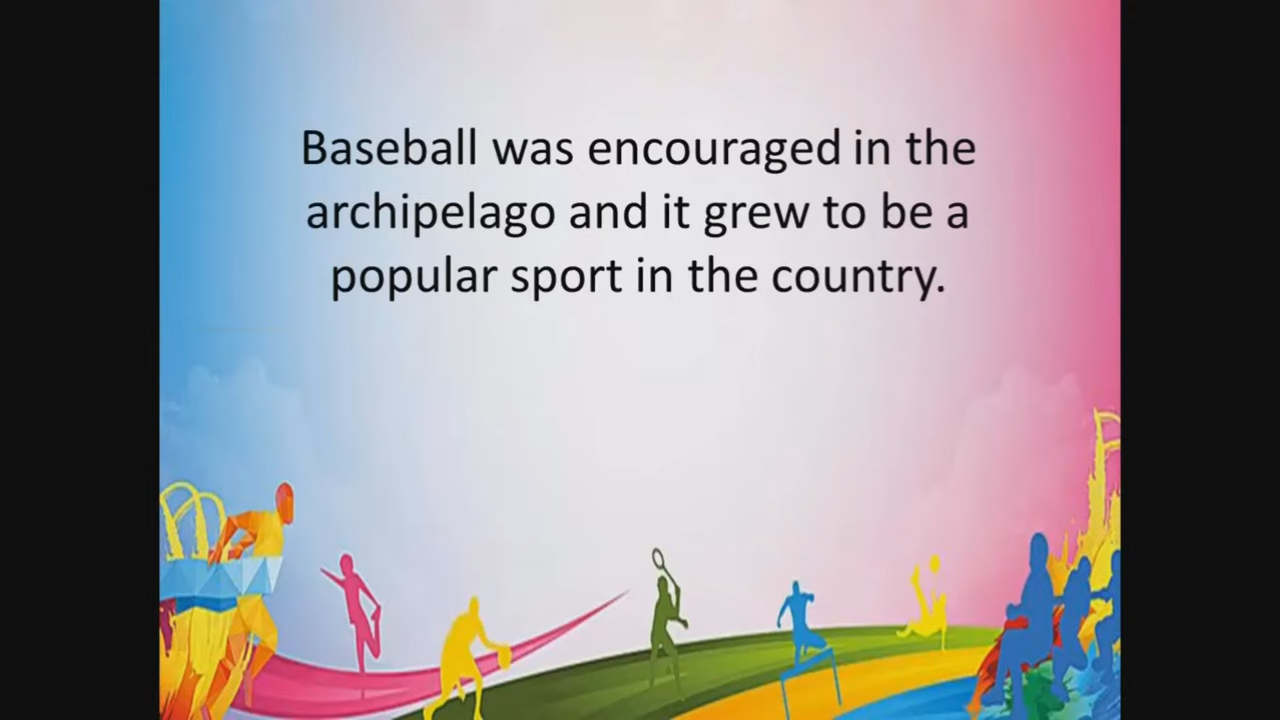 Baseball was encouraged in the
archipelago and it grew to be a
popular sport in the country.